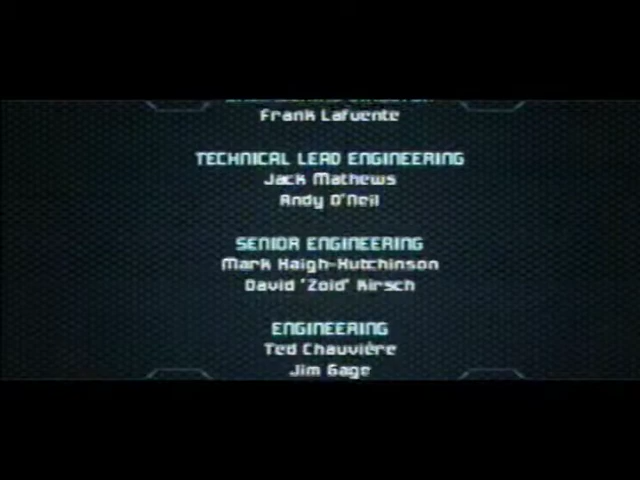 Frank Lafuente
TECHNICAL LEAD ENGINEERING
Jack Mathews
Andy O'Neil
SENIOR ENGINEERING
Mark Haigh-Hutchinson
David 'Zoid' Kirsch
ENGINEERING
Ted Chauvière
Jim Gage